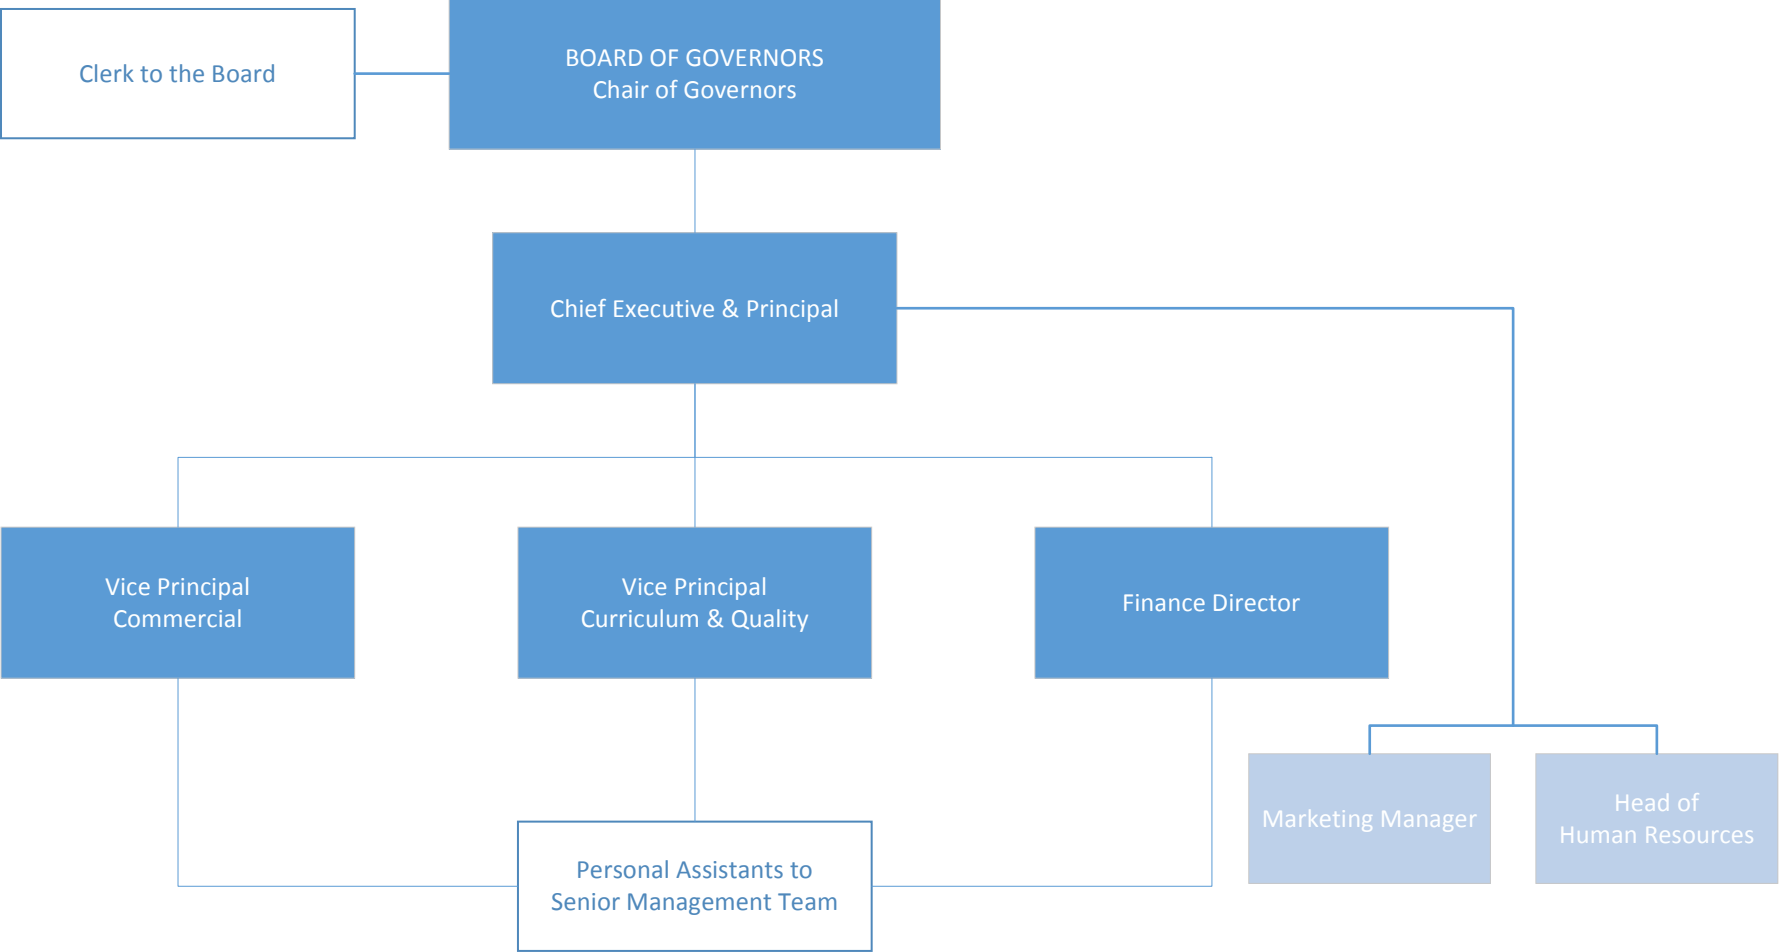 Clerk to the Board
BOARD OF GOVERNORS
Chair of Governors
Chief Executive & Principal
Vice Principal
Commercial
Vice Principal
Curriculum & Quality
Finance Director
Marketing Manager
Head of
Human Resources
Personal Assistants to
Senior Management Team